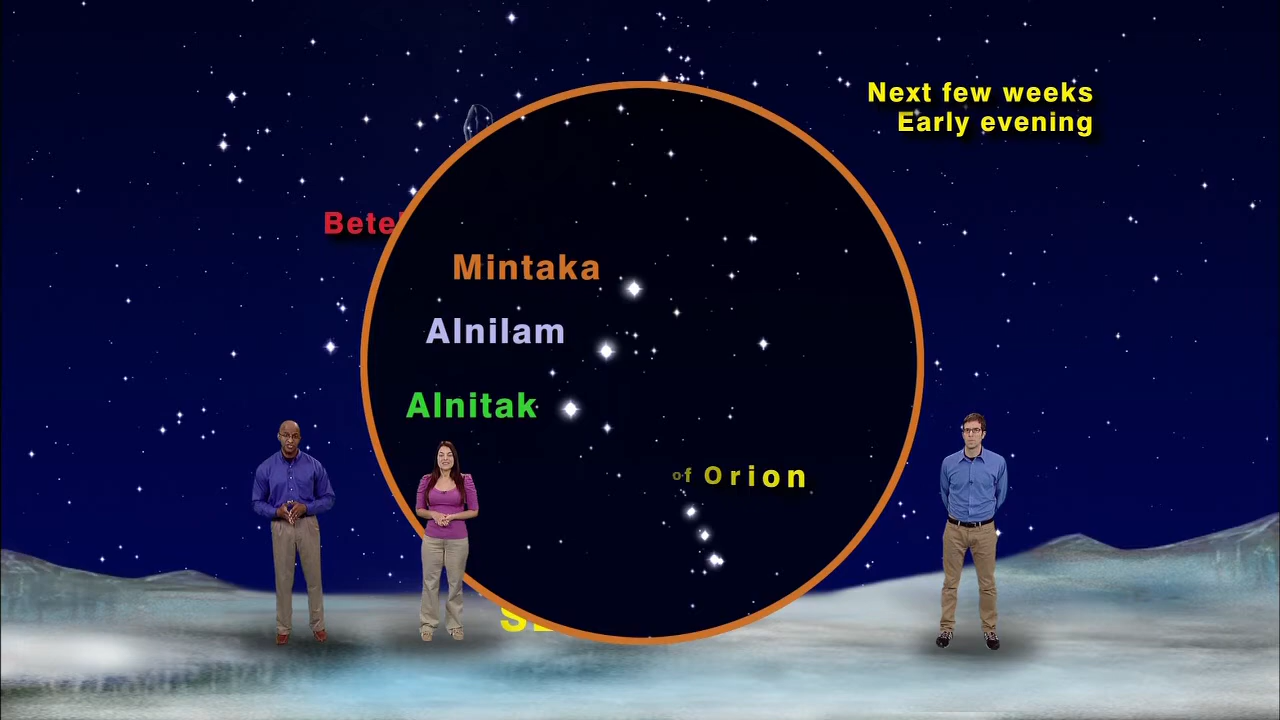 Next few weeks
Early evening
Mintaka
Alnilam
Alnitak
of Orion